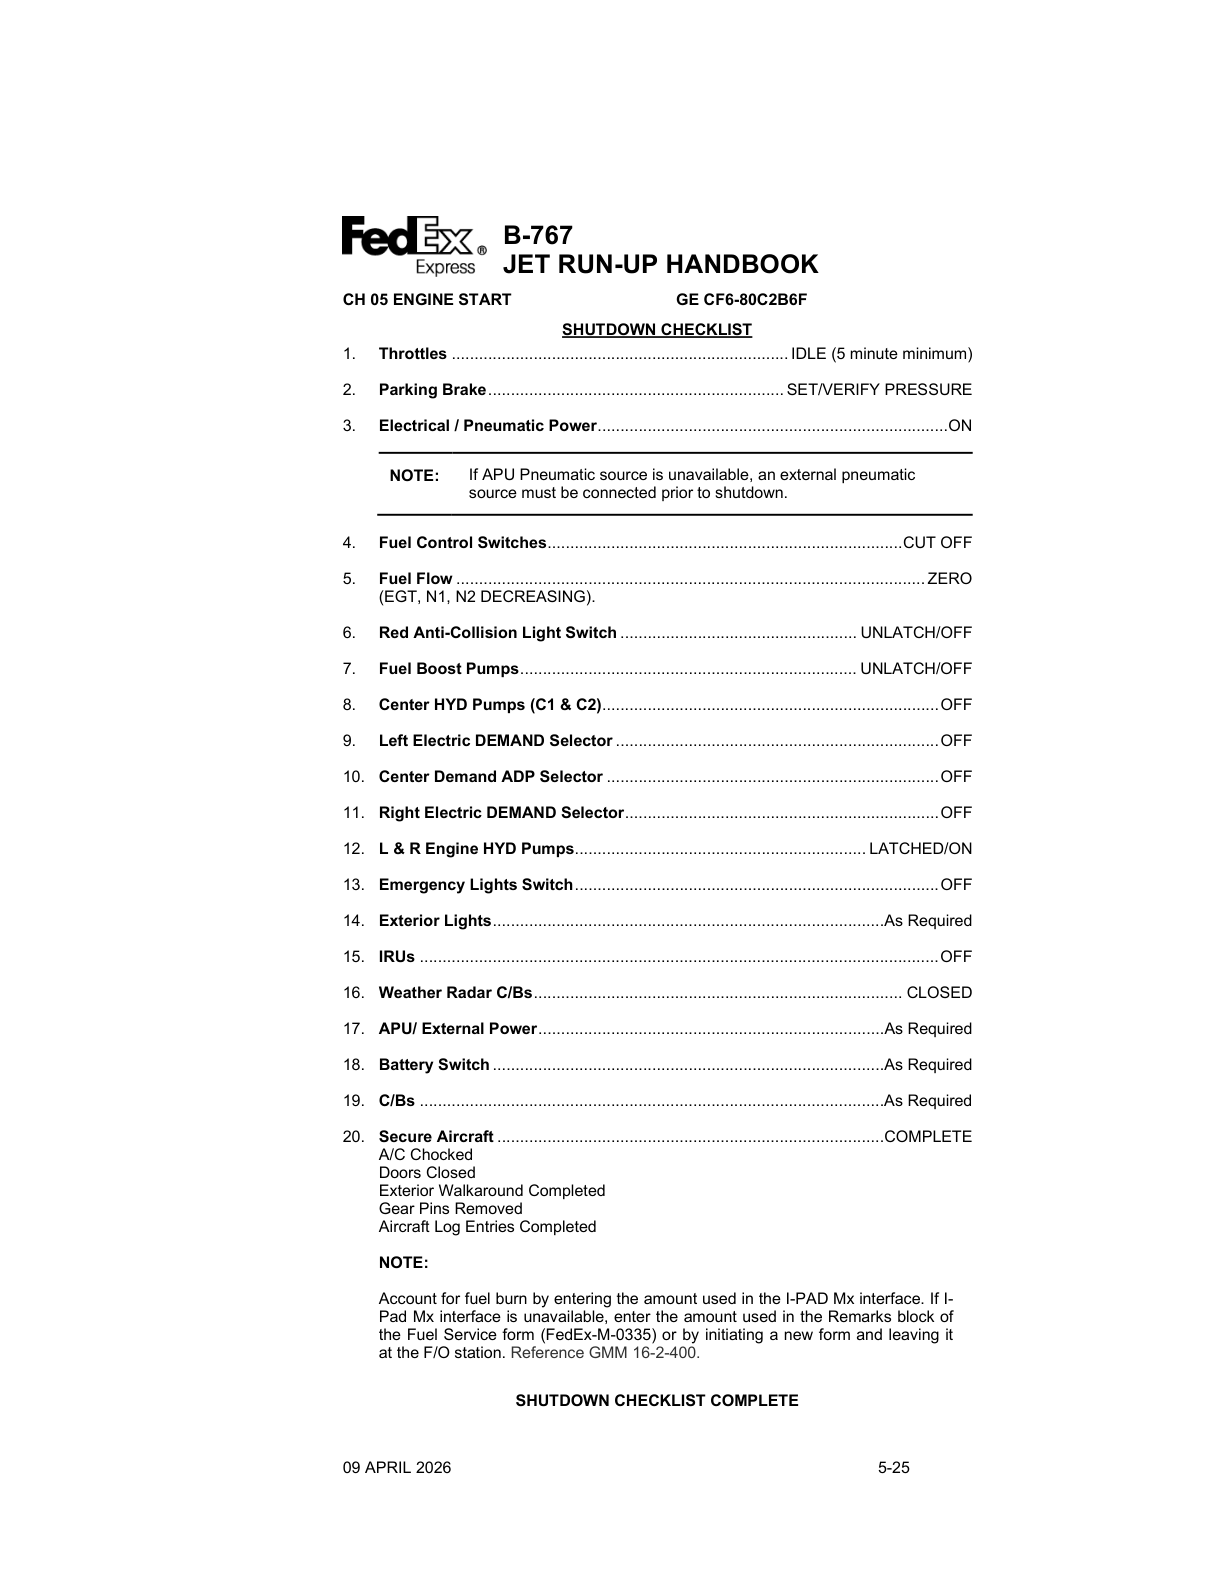 FedEx® B-767
Express JET RUN-UP HANDBOOK
CH 05 ENGINE START GE CF6-80C2B6F
SHUTDOWN CHECKLIST
1. Throttles .......................................................................... IDLE (5 minute minimum)
2. Parking Brake................................................................. SET/VERIFY PRESSURE
3. Electrical / Pneumatic Power.............................................................................ON
NOTE: If APU Pneumatic source is unavailable, an external pneumatic
source must be connected prior to shutdown.
4. Fuel Control Switches..............................................................................CUT OFF
5. Fuel Flow ....................................................................................................... ZERO
(EGT, N1, N2 DECREASING).
6. Red Anti-Collision Light Switch .................................................... UNLATCH/OFF
7. Fuel Boost Pumps.......................................................................... UNLATCH/OFF
8. Center HYD Pumps (C1 & C2)..........................................................................OFF
9. Left Electric DEMAND Selector .......................................................................OFF
10. Center Demand ADP Selector .........................................................................OFF
11. Right Electric DEMAND Selector.....................................................................OFF
12. L & R Engine HYD Pumps................................................................ LATCHED/ON
13. Emergency Lights Switch................................................................................OFF
14. Exterior Lights......................................................................................As Required
15. IRUs ..................................................................................................................OFF
16. Weather Radar C/Bs................................................................................. CLOSED
17. APU/ External Power............................................................................As Required
18. Battery Switch ......................................................................................As Required
19. C/Bs ......................................................................................................As Required
20. Secure Aircraft .....................................................................................COMPLETE
A/C Chocked
Doors Closed
Exterior Walkaround Completed
Gear Pins Removed
Aircraft Log Entries Completed
NOTE:
Account for fuel burn by entering the amount used in the I-PAD Mx interface. If I-
Pad Mx interface is unavailable, enter the amount used in the Remarks block of
the Fuel Service form (FedEx-M-0335) or by initiating a new form and leaving it
at the F/O station. Reference GMM 16-2-400.
SHUTDOWN CHECKLIST COMPLETE
09 APRIL 2026 5-25